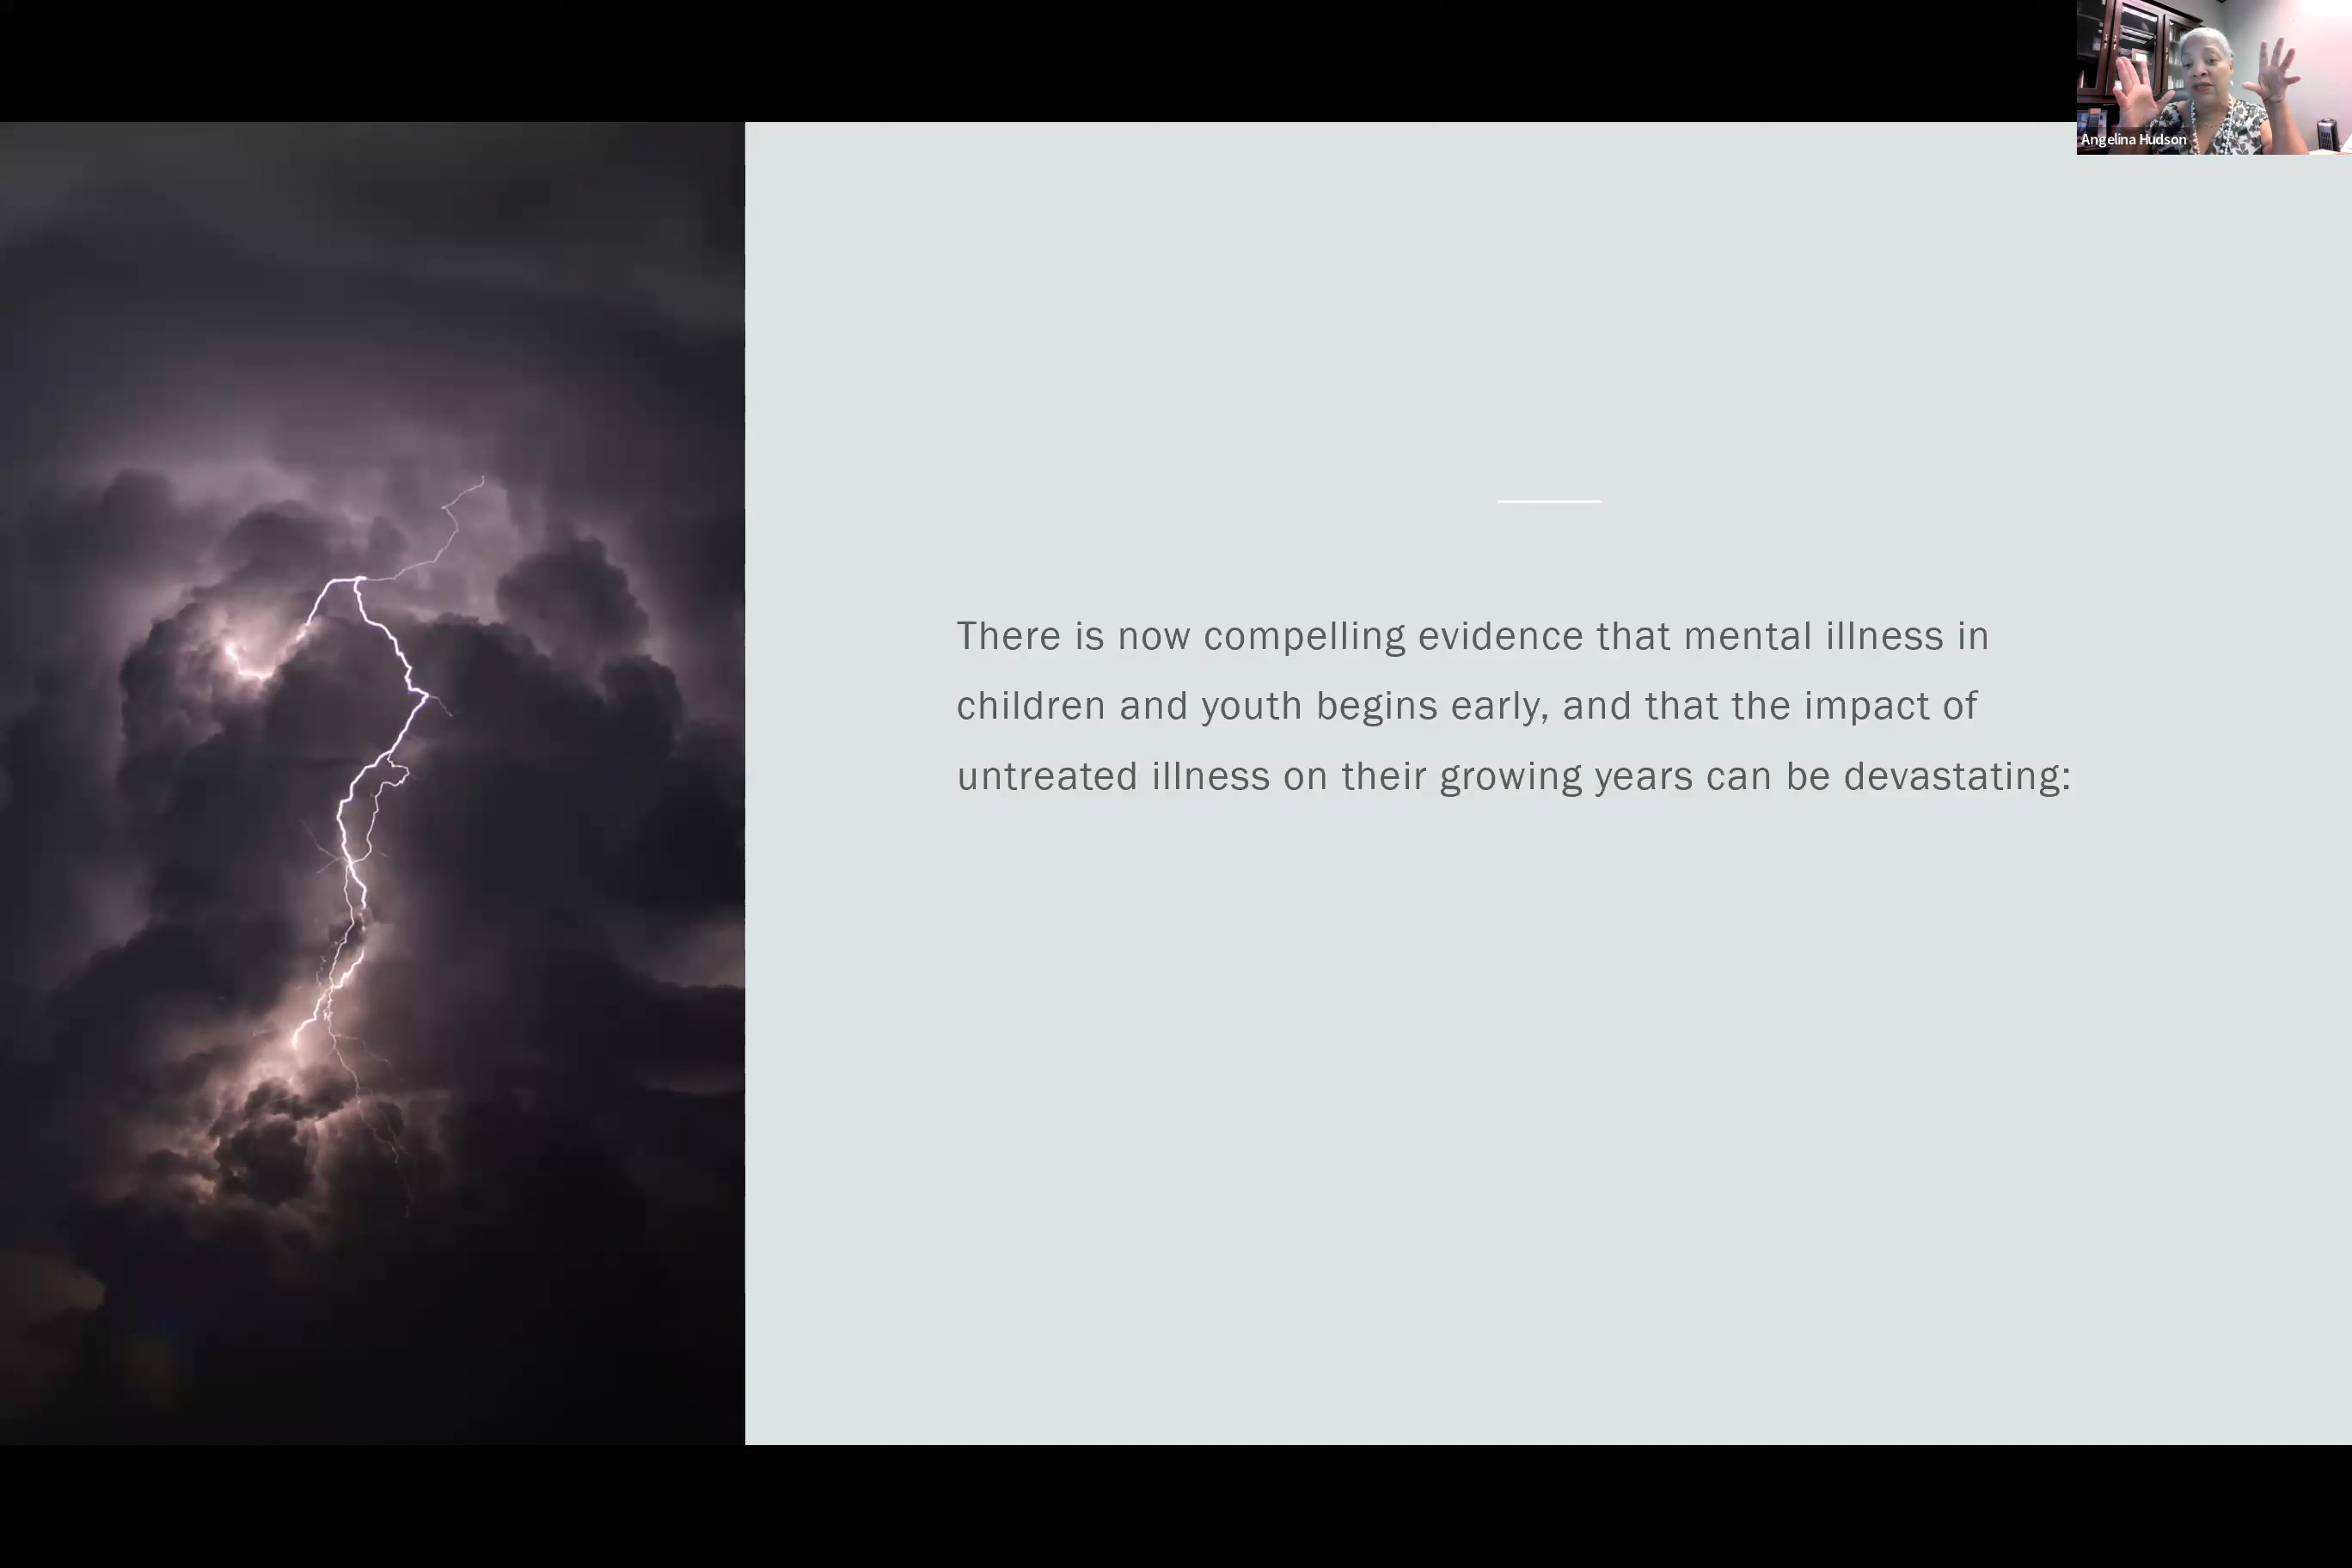 Angelina Hudson
There is now compelling evidence that mental illness in
children and youth begins early, and that the impact of
untreated illness on their growing years can be devastating: